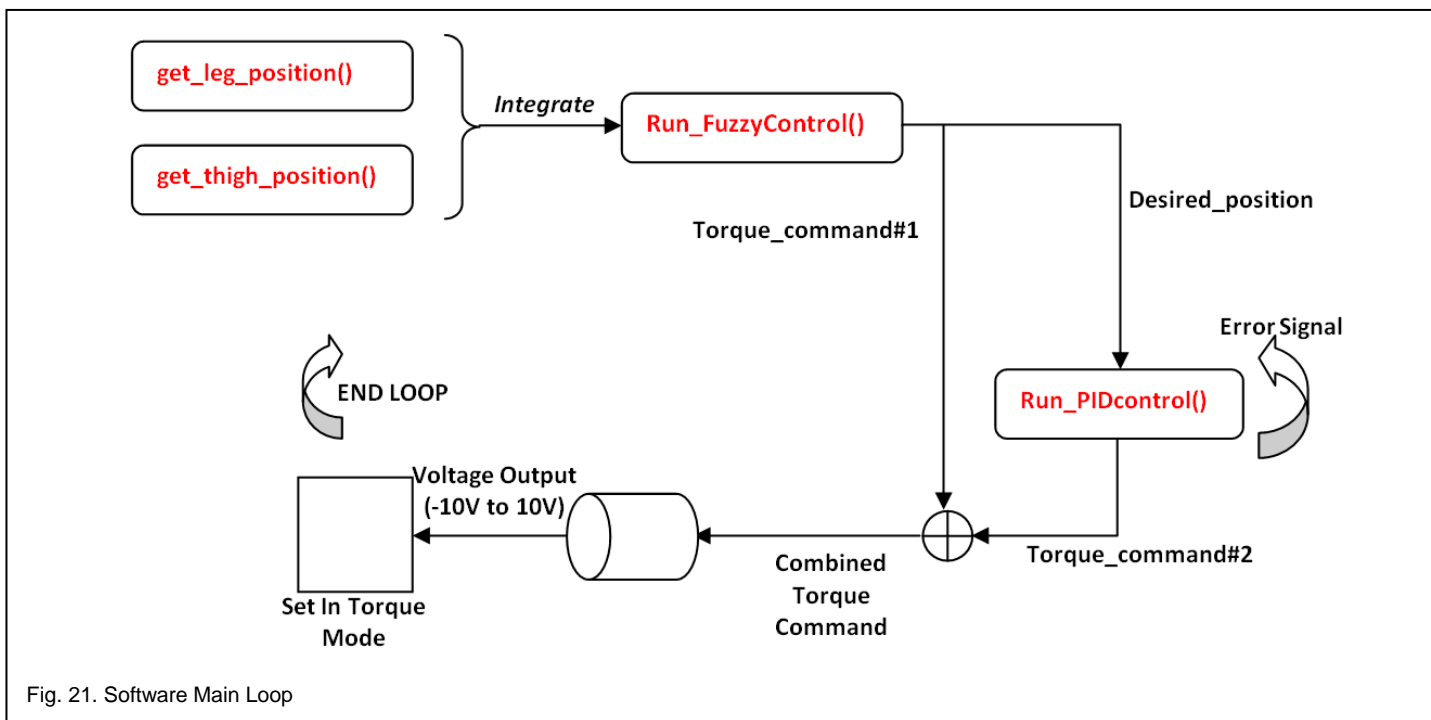 get_leg_position()
get_thigh_position()
Integrate
Run_FuzzyControl()
Torque_command#1
Desired_position
Error Signal
Run_PIDcontrol()
END LOOP
Voltage Output
(-10V to 10V)
Torque_command#2
Combined
Torque
Command
Set In Torque
Mode
Fig. 21. Software Main Loop